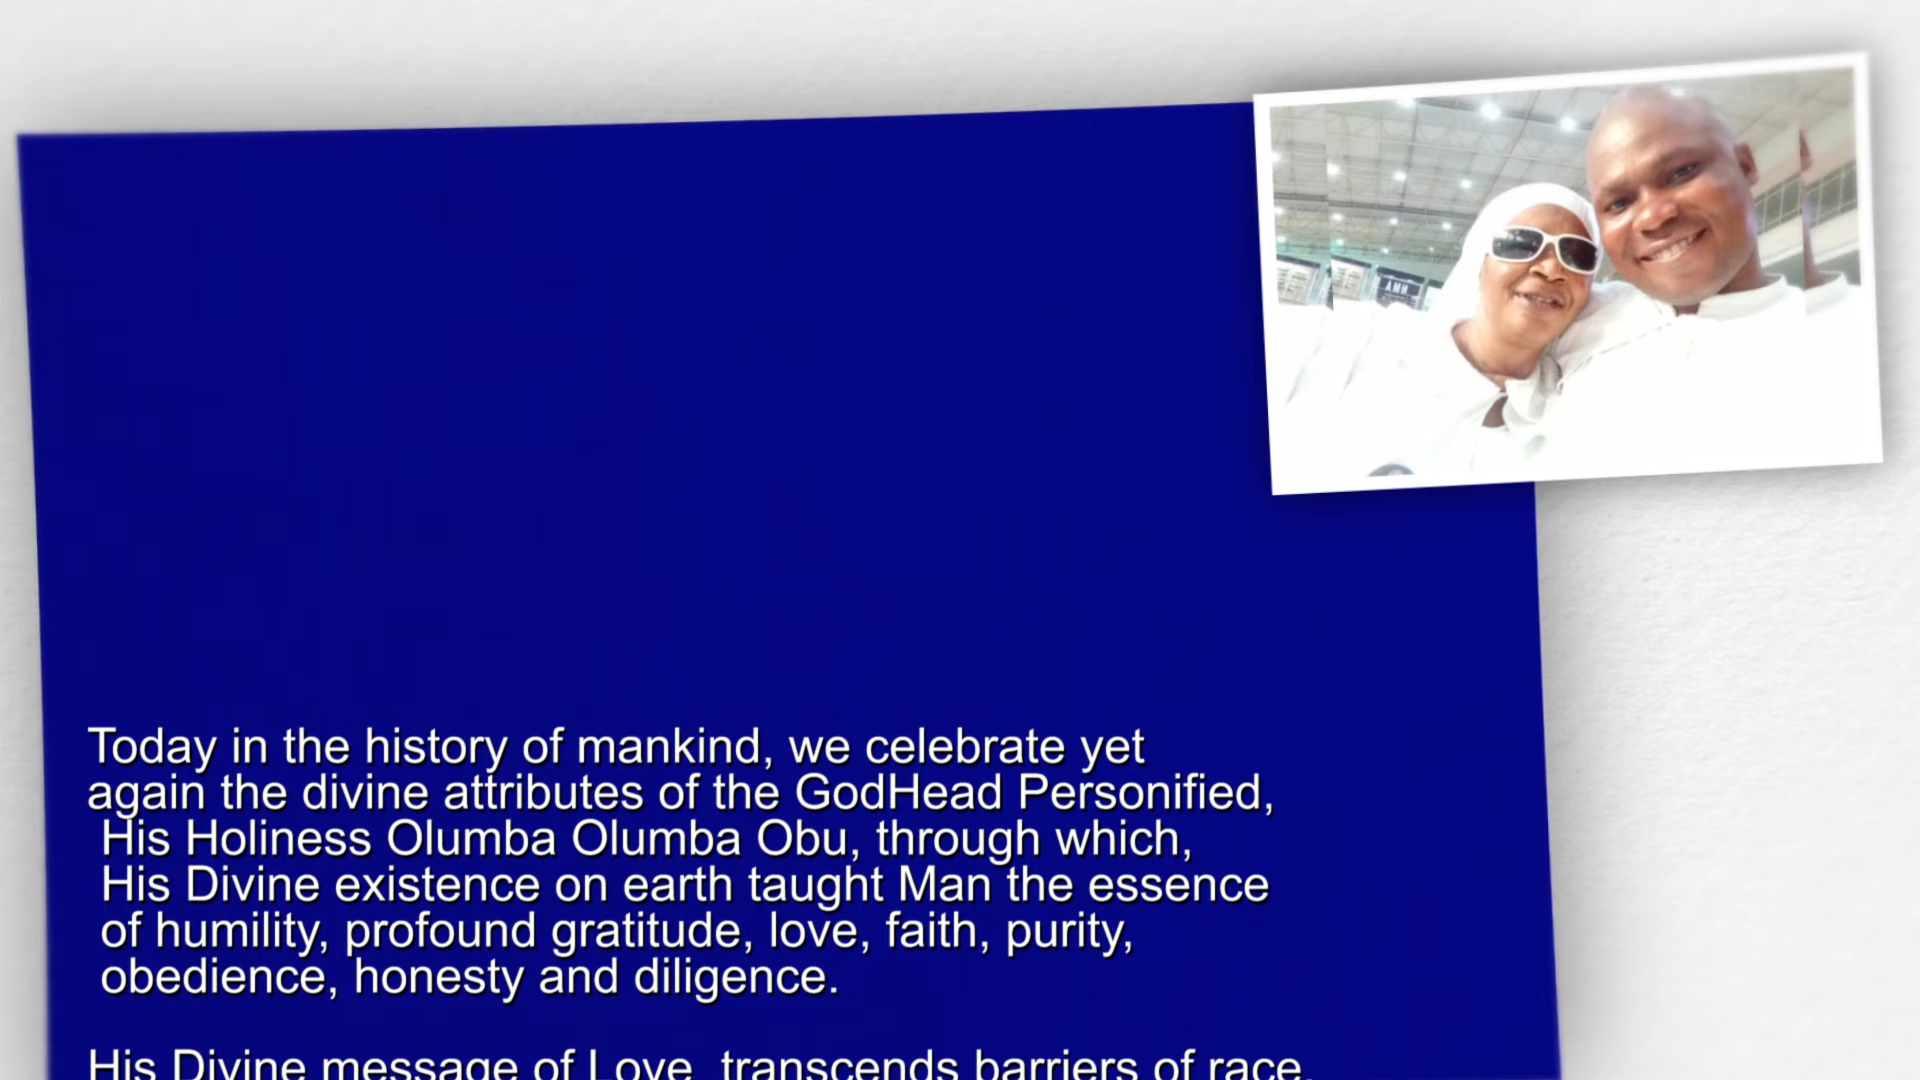 Today in the history of mankind, we celebrate yet
again the divine attributes of the GodHead Personified,
His Holiness Olumba Olumba Obu, through which,
His Divine existence on earth taught Man the essence
of humility, profound gratitude, love, faith, purity,
obedience, honesty and diligence.
His Divine message of Love, transcends barriers of race,